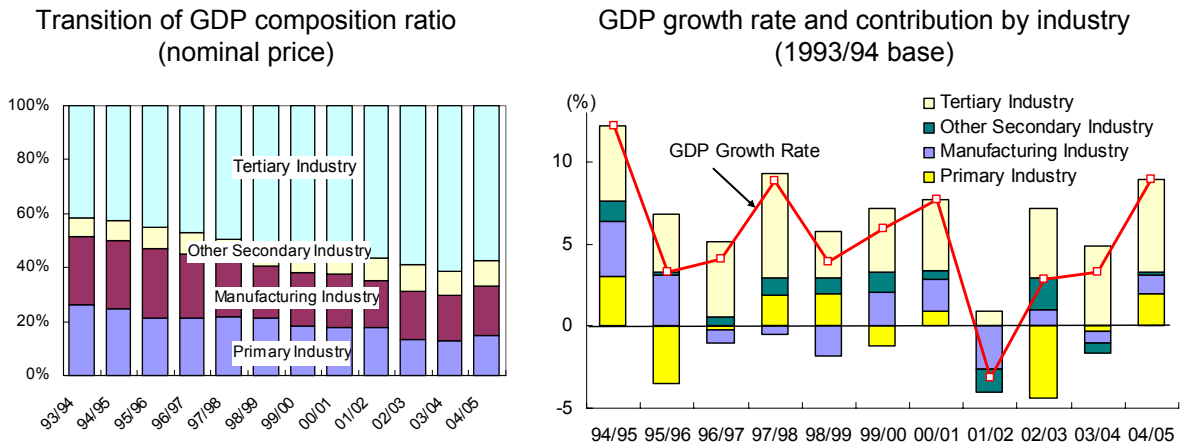 Transition of GDP composition ratio
(nominal price)
100%
80%
60%
40%
20%
0%
Tertiary Industry
Other Secondary Industry
Manufacturing Industry
Primary Industry
93/94 94/95 95/96 96/97 97/98 98/99 99/00 00/01 01/02 02/03 03/04 04/05
GDP growth rate and contribution by industry
(1993/94 base)
(%)
10
5
0
-5
Tertiary Industry
Other Secondary Industry
Manufacturing Industry
Primary Industry
GDP Growth Rate
94/95 95/96 96/97 97/98 98/99 99/00 00/01 01/02 02/03 03/04 04/05